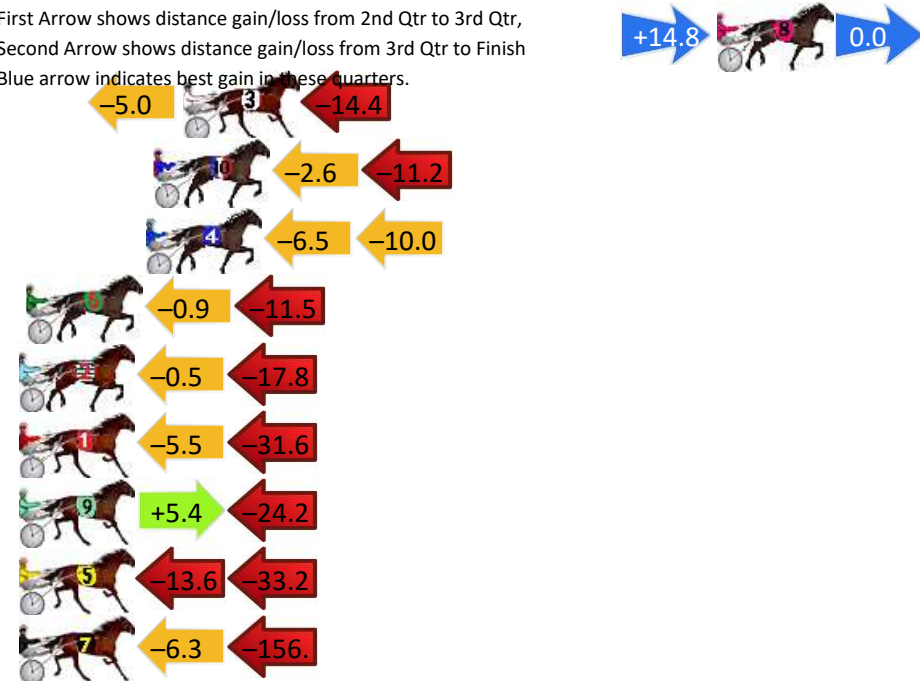 First Arrow shows distance gain/loss from 2nd Qtr to 3rd Qtr,
Second Arrow shows distance gain/loss from 3rd Qtr to Finish
Blue arrow indicates best gain in these quarters.
+14.8 8 0.0
–5.0 3 –14.4
10 –2.6 –11.2
4 –6.5 –10.0
6 –0.9 –11.5
2 –0.5 –17.8
1 –5.5 –31.6
9 +5.4 –24.2
5 –13.6 –33.2
7 –6.3 –156.